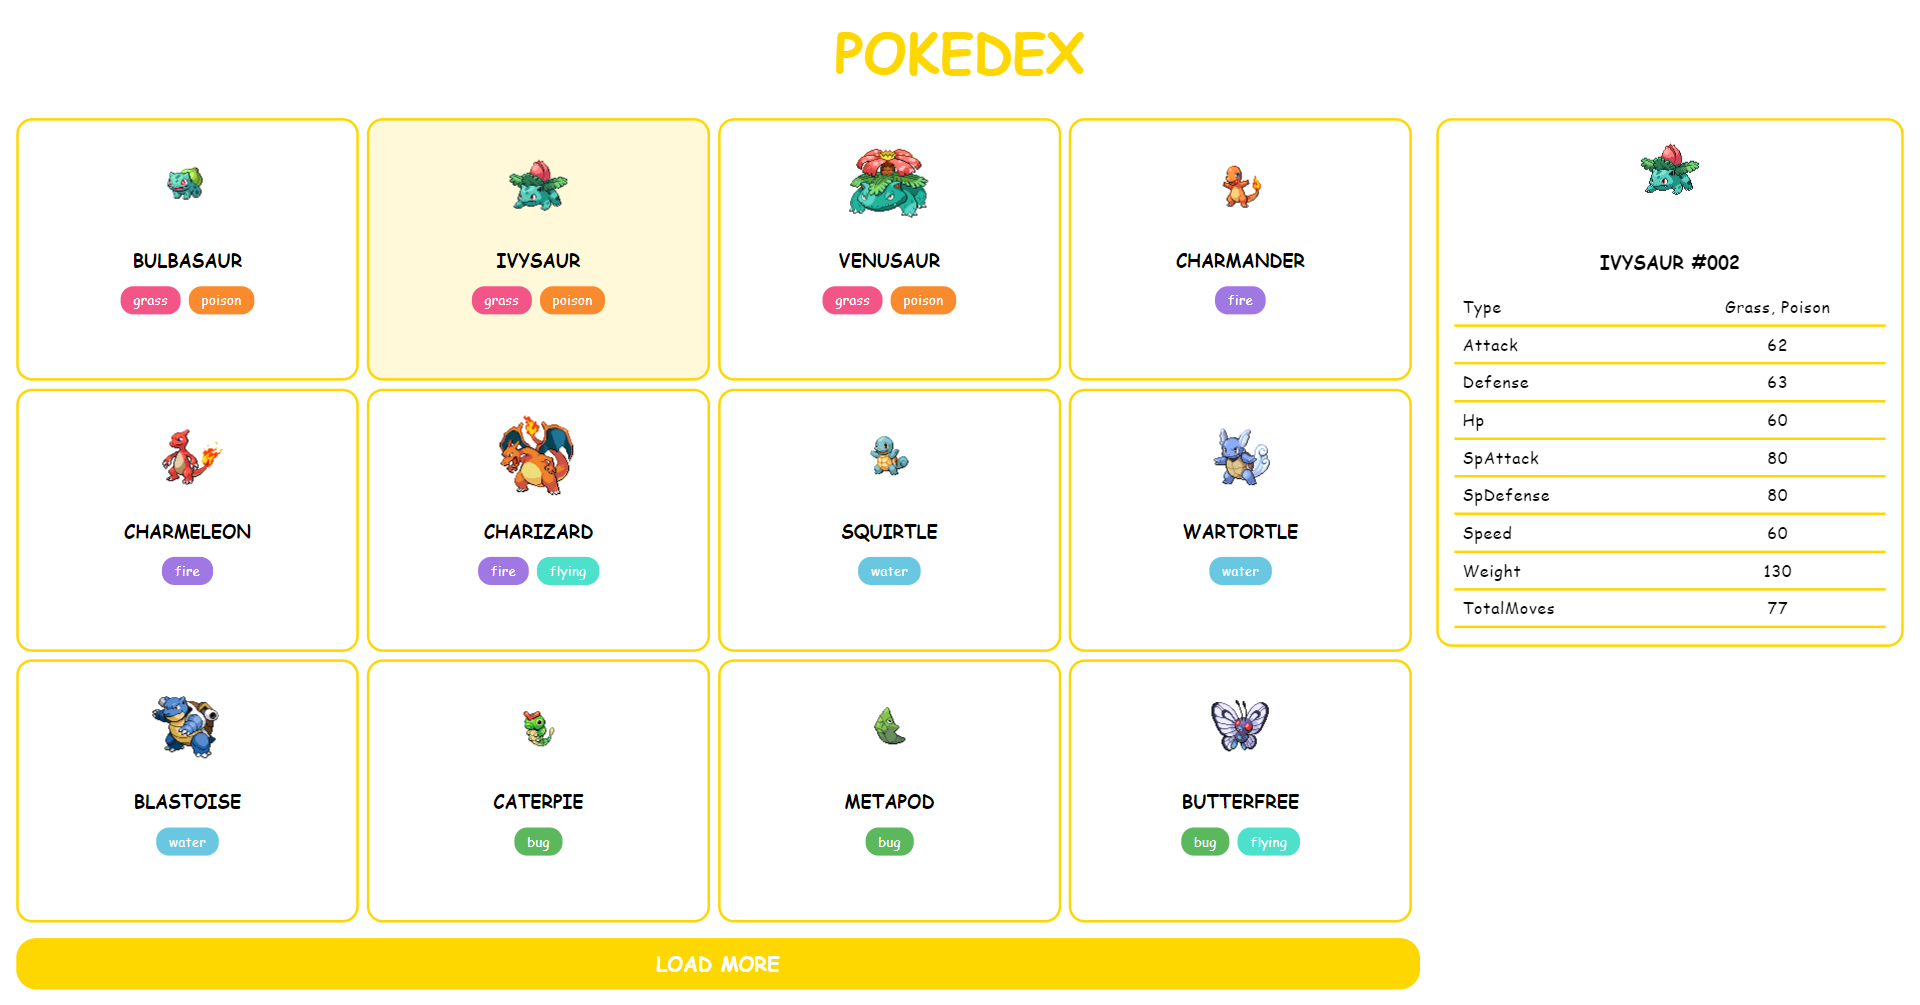 POKEDEX
BULBASAUR
grass poison
IVYSAUR
grass poison
VENUSAUR
grass poison
CHARMANDER
fire
CHARMELEON
fire
CHARIZARD
fire flying
SQUIRTLE
water
WARTORTLE
water
BLASTOISE
water
CATERPIE
bug
METAPOD
bug
BUTTERFREE
bug flying
LOAD MORE
IVYSAUR #002
Type Grass, Poison
Attack 62
Defense 63
Hp 60
SpAttack 80
SpDefense 80
Speed 60
Weight 130
TotalMoves 77